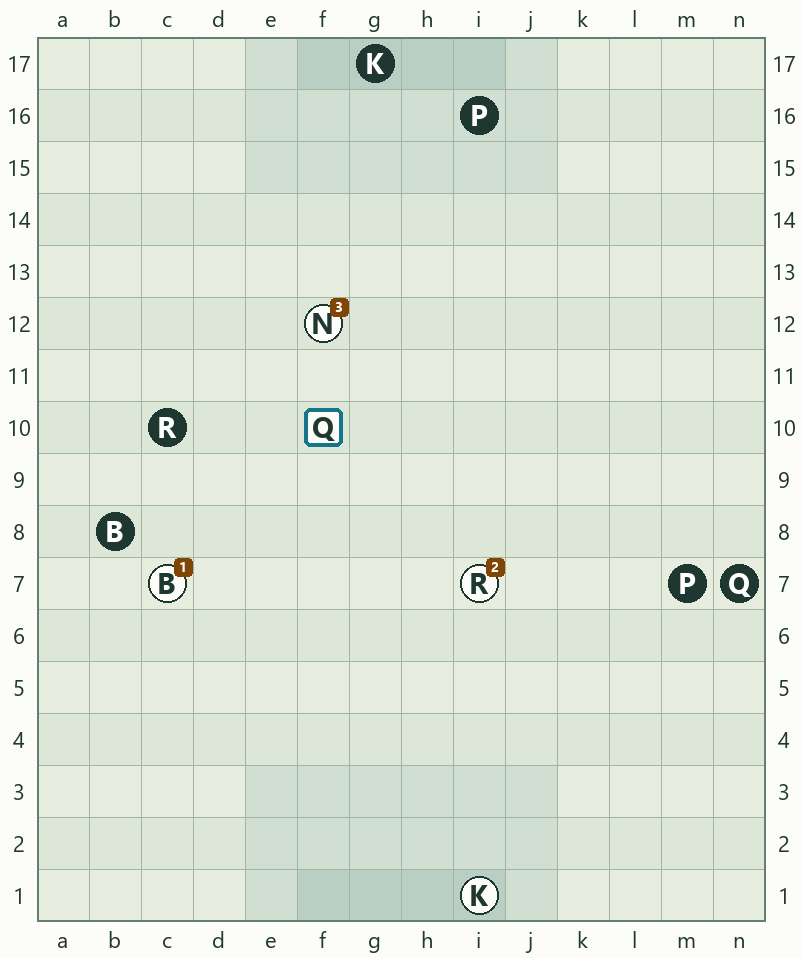 a b c d e f g h i j k l m n
17 K 17
16 P 16
15 15
14 14
13 13
12 N 3 12
11 11
10 R Q 10
9 9
8 B 8
7 B 1 R 2 P Q 7
6 6
5 5
4 4
3 3
2 2
1 K 1
a b c d e f g h i j k l m n